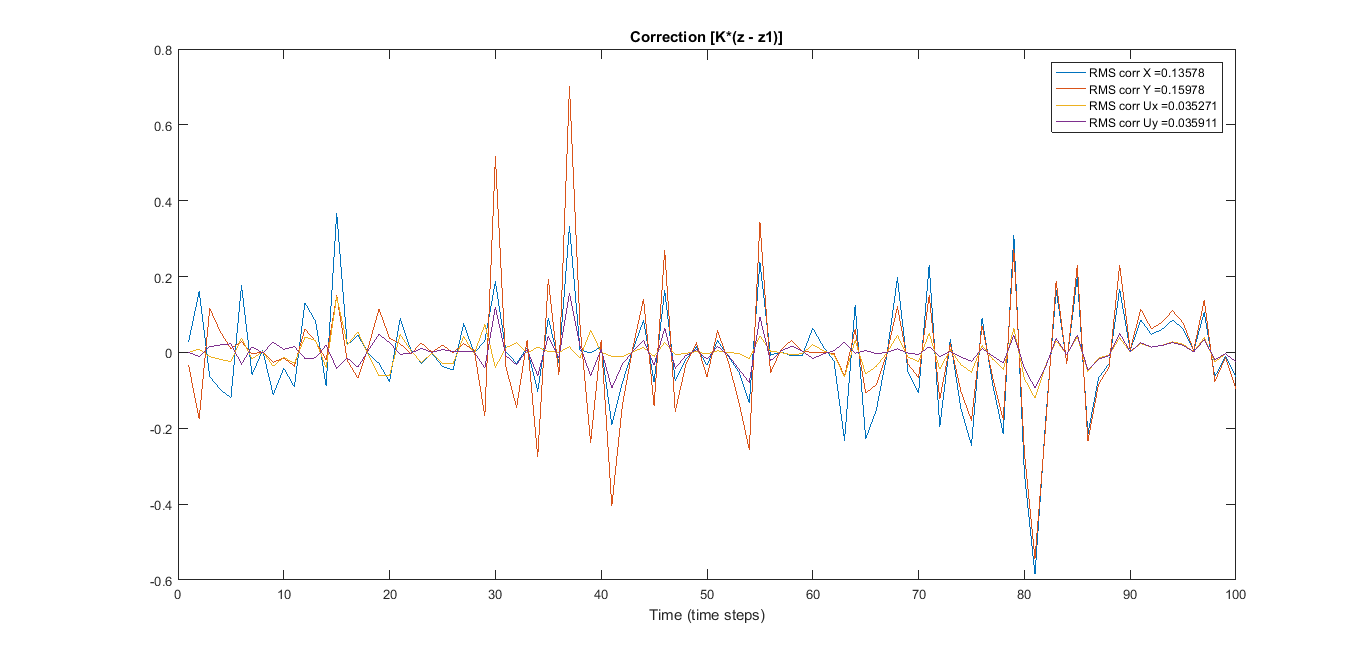 Correction [K*(z - z1)]
RMS corr X =0.13578
RMS corr Y =0.15978
RMS corr Ux =0.035271
RMS corr Uy =0.035911
0.8
0.6
0.4
0.2
0
-0.2
-0.4
-0.6
0 10 20 30 40 50 60 70 80 90 100
Time (time steps)